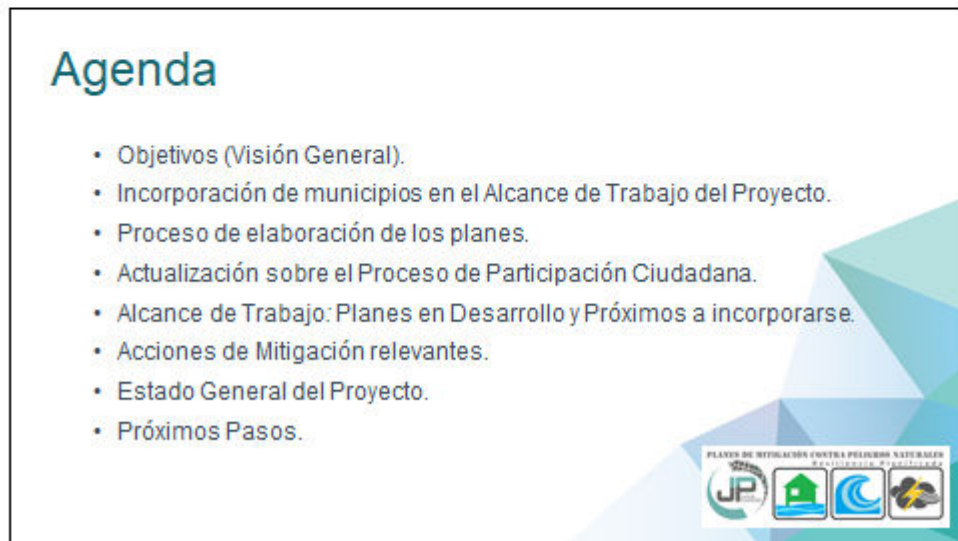 Agenda
• Objetivos (Visión General).
• Incorporación de municipios en el Alcance de Trabajo del Proyecto.
• Proceso de elaboración de los planes.
• Actualización sobre el Proceso de Participación Ciudadana.
• Alcance de Trabajo: Planes en Desarrollo y Próximos a incorporarse.
• Acciones de Mitigación relevantes.
• Estado General del Proyecto.
• Próximos Pasos.
PLANES DE MITIGACIÓN CONTRA PELIGROS NATURALES
Resiliencia Planificada
JP